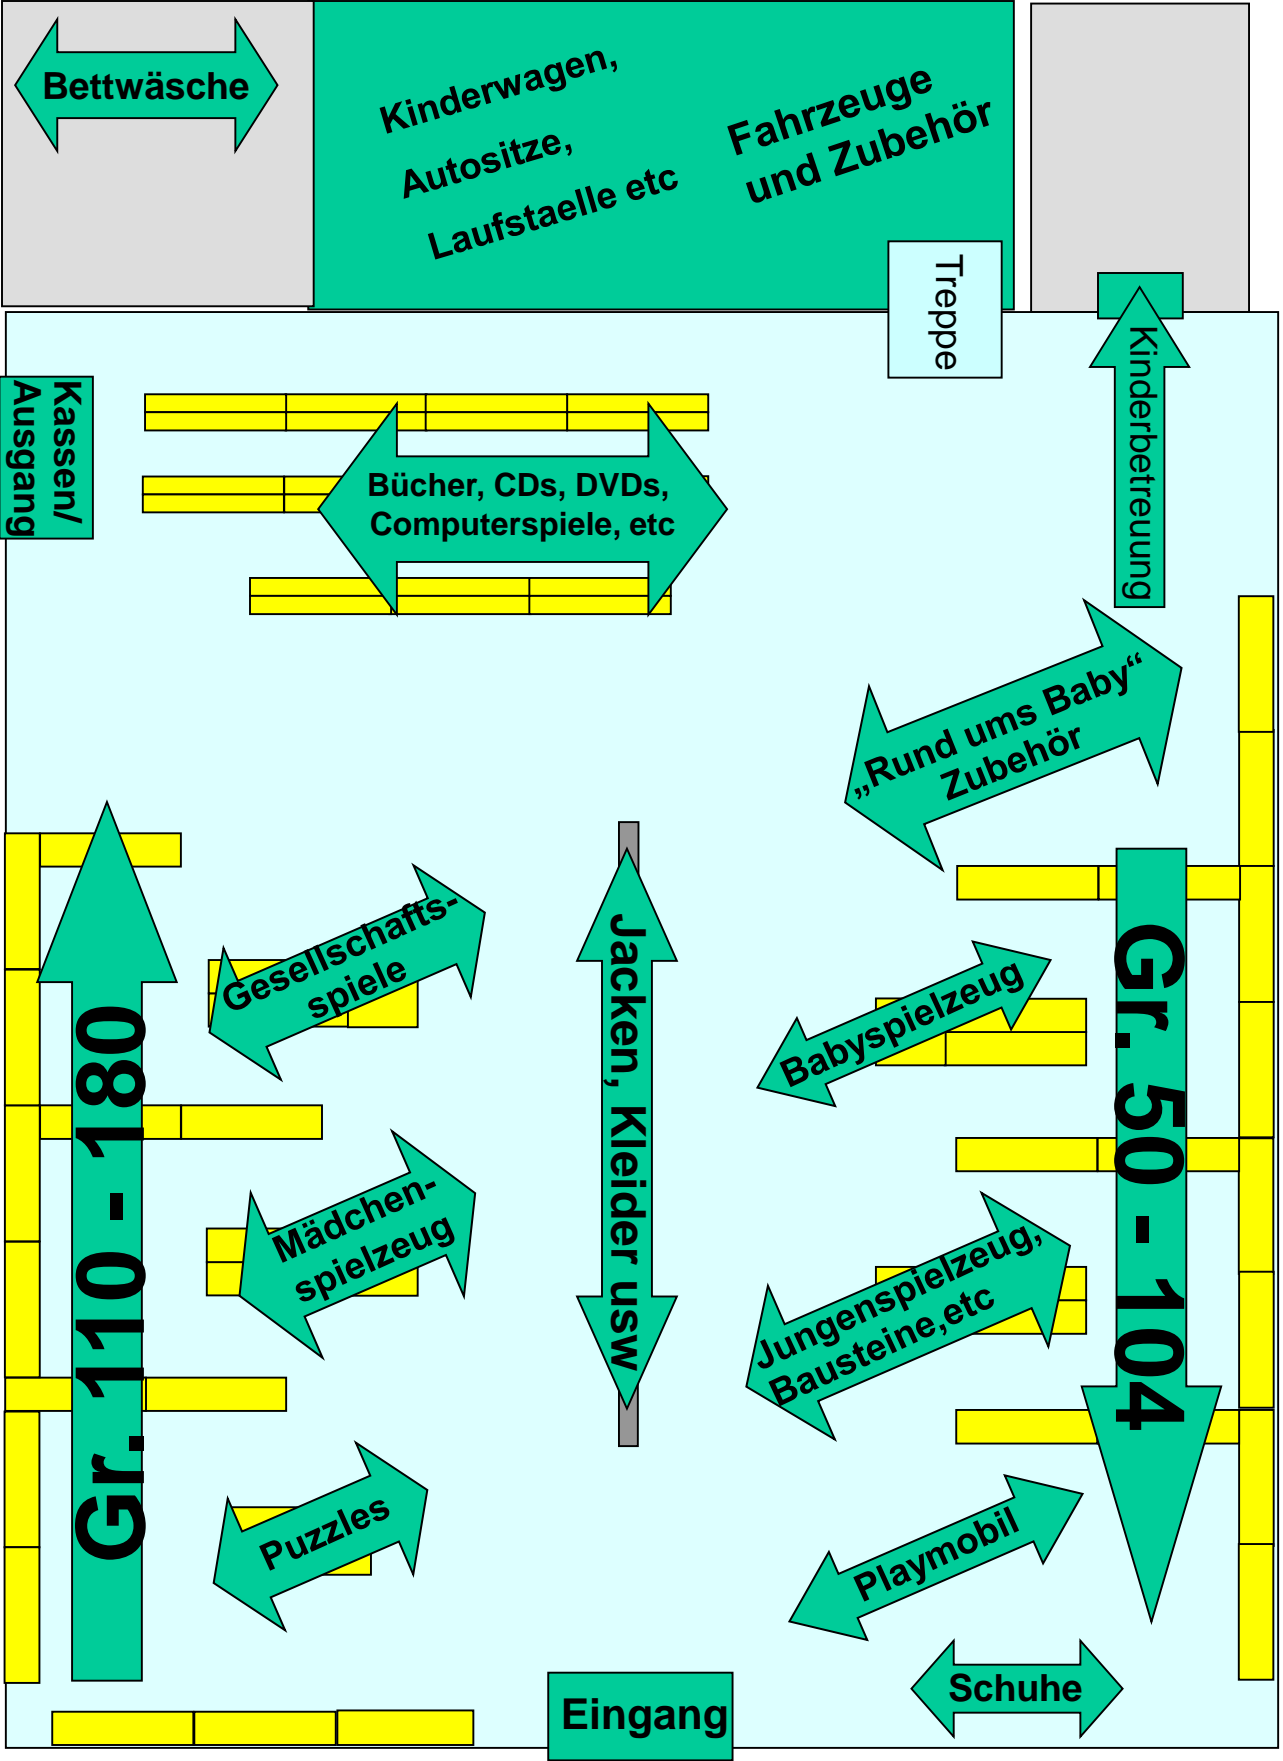 Bettwäsche
Kinderwagen,
Autositze,
Laufstaelle etc
Fahrzeuge
und Zubehör
Treppe
Kinderbetreuung
Kassen/
Ausgang
Bücher, CDs, DVDs,
Computerspiele, etc
„Rund ums Baby“
Zubehör
Gr. 110 - 180
Gesellschafts-
spiele
Jacken, Kleider usw
Babyspielzeug
Gr. 50 - 104
Mädchen-
spielzeug
Jungenspielzeug,
Bausteine,etc
Puzzles
Playmobil
Schuhe
Eingang